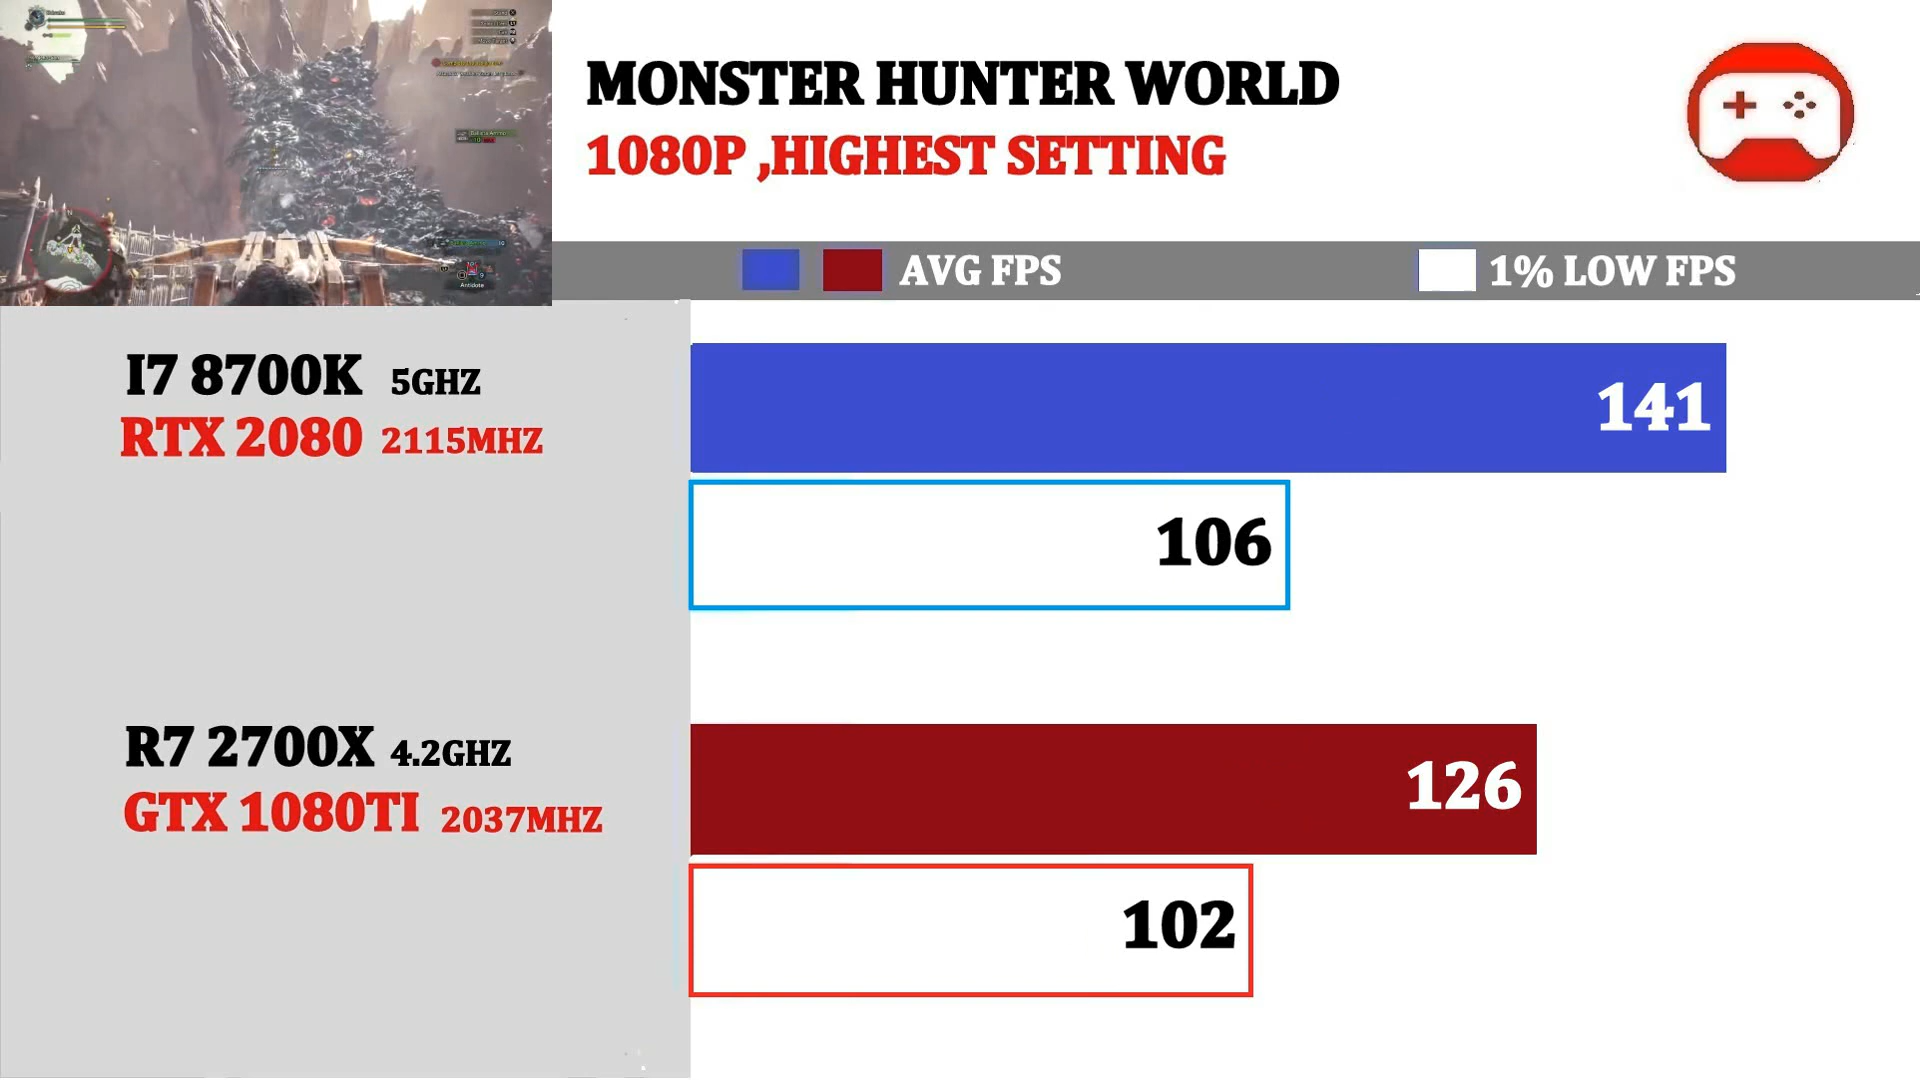 MONSTER HUNTER WORLD
1080P ,HIGHEST SETTING
AVG FPS
1% LOW FPS
I7 8700K 5GHZ
RTX 2080 2115MHZ
141
106
R7 2700X 4.2GHZ
GTX 1080TI 2037MHZ
126
102
Antidote